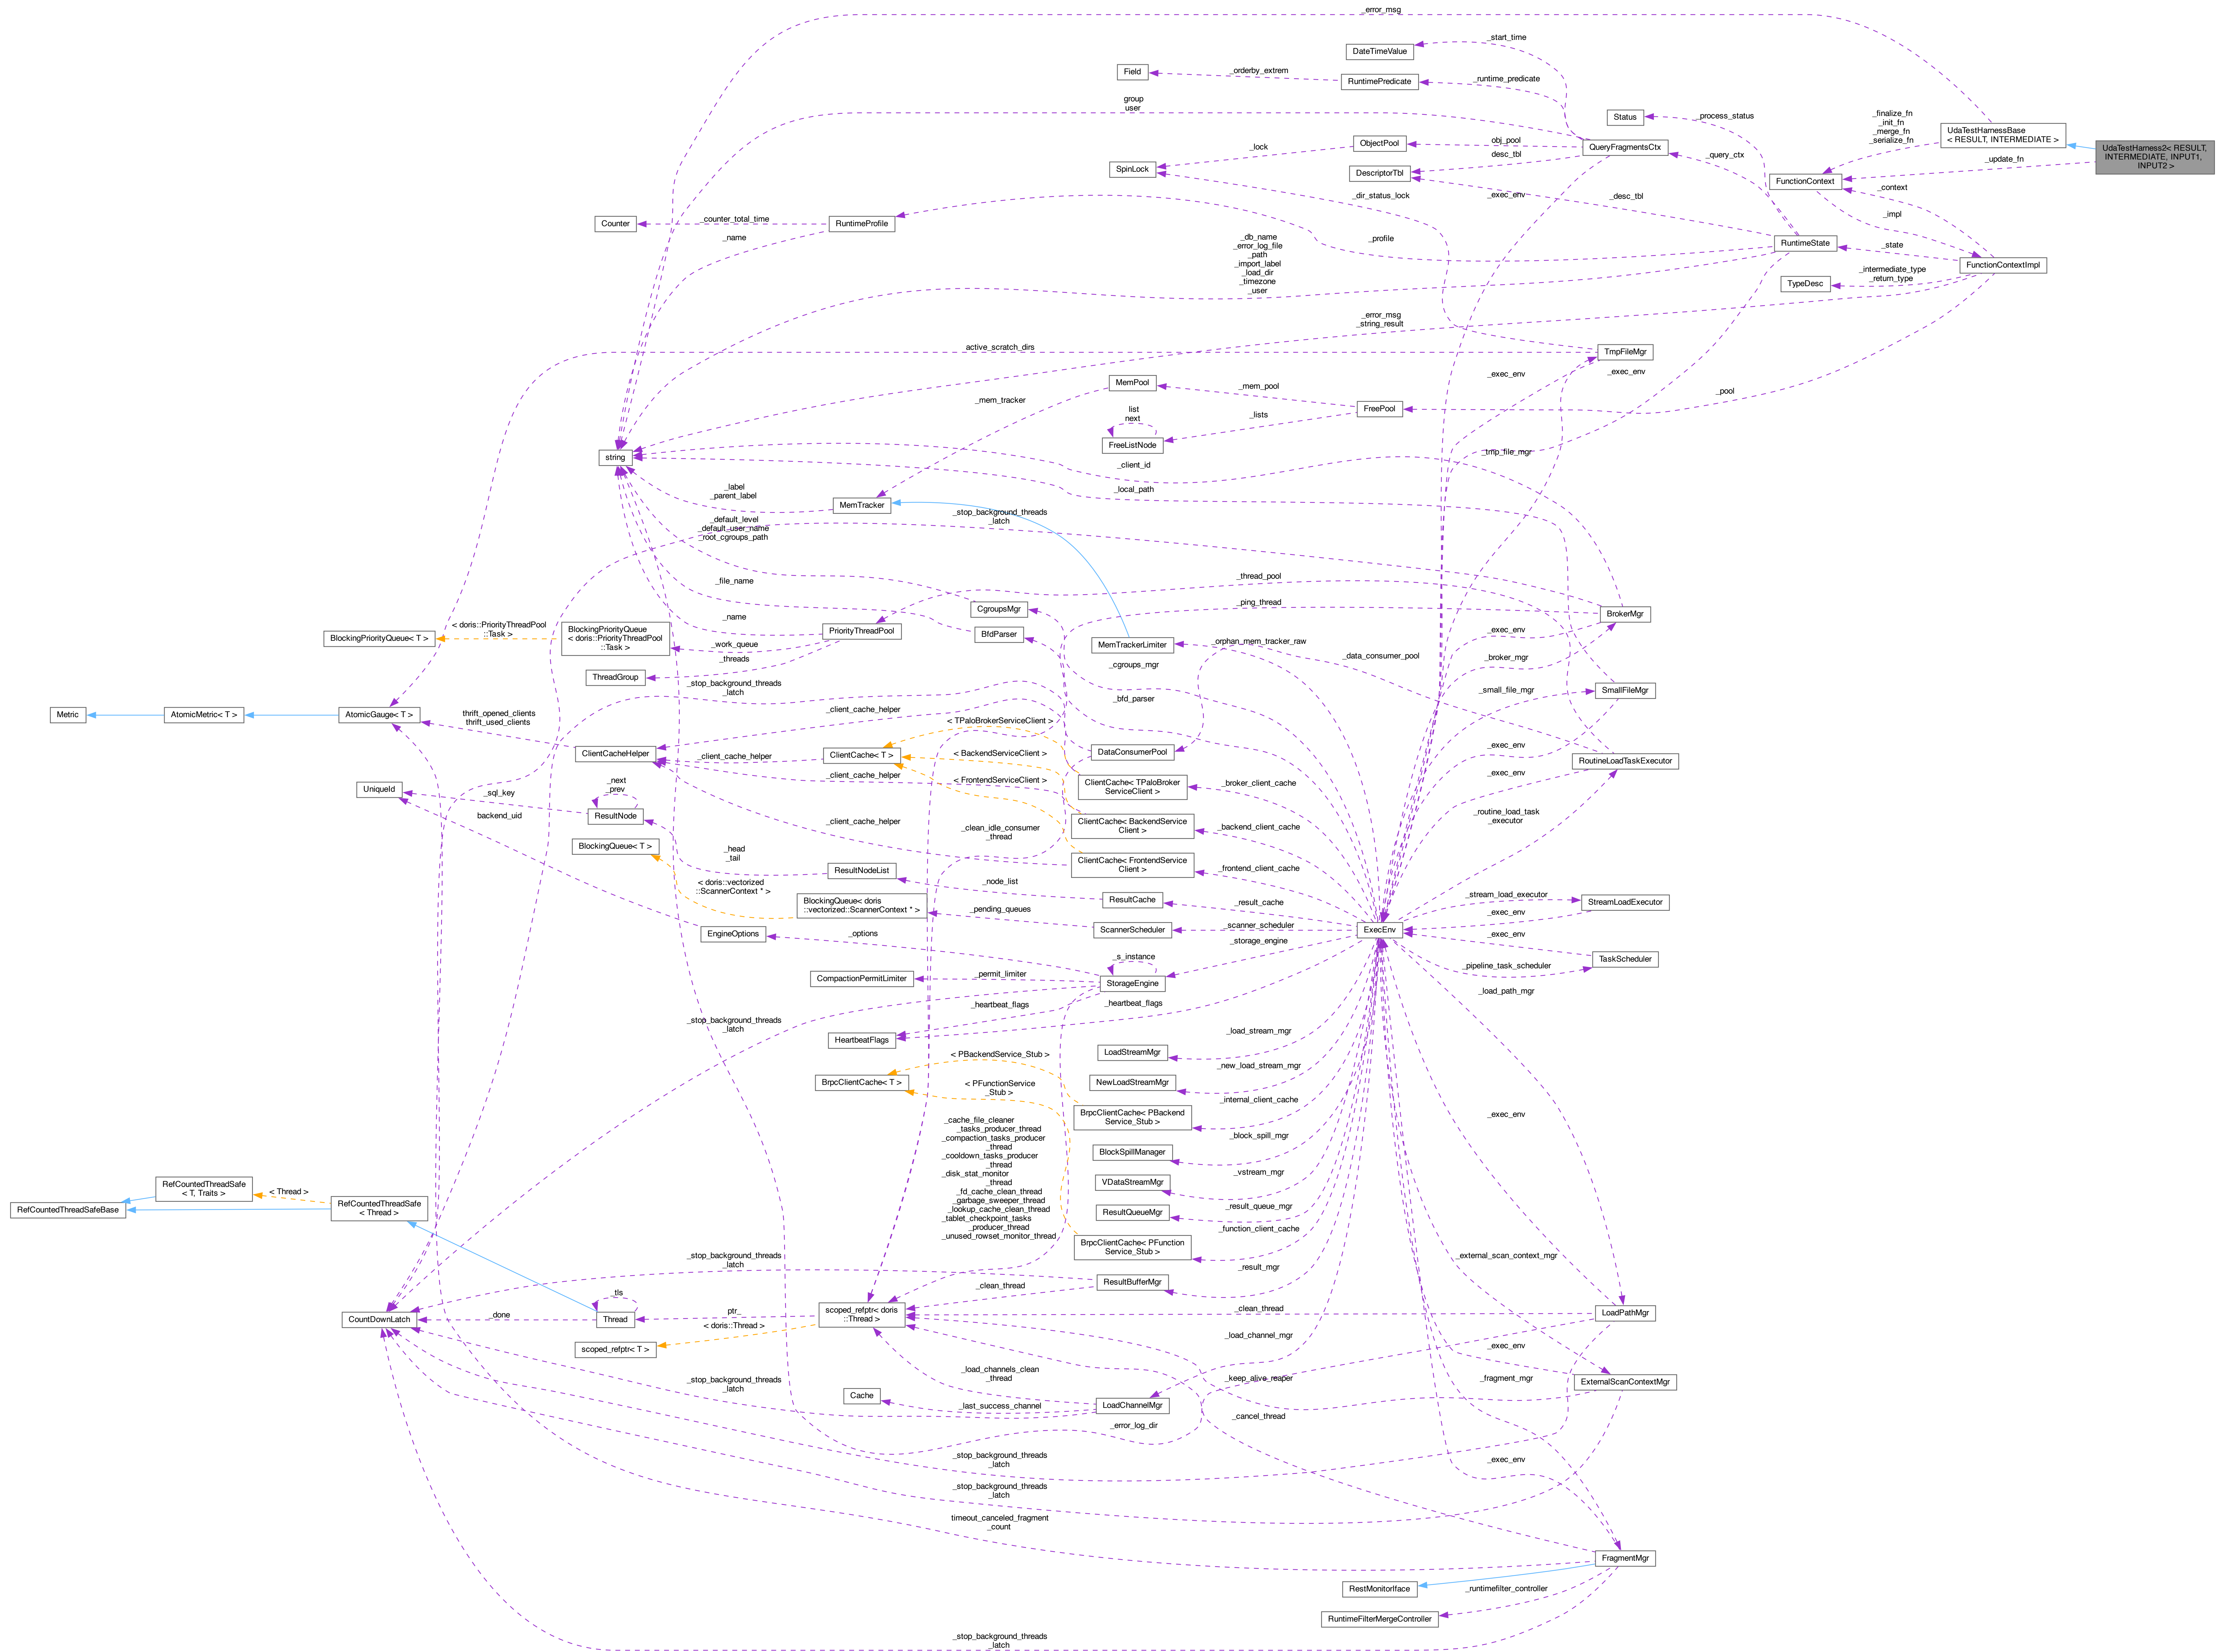 _error_msg
_start_time
DateTimeValue
Field
_orderby_extrem
RuntimePredicate
_runtime_predicate
group
user
Status
_process_status
_finalize_fn
_init_fn
_merge_fn
_serialize_fn
UdaTestHarnessBase
< RESULT, INTERMEDIATE >
UdaTestHarness2< RESULT,
INTERMEDIATE, INPUT1,
INPUT2 >
_lock
ObjectPool
obj_pool
QueryFragmentsCtx
_query_ctx
_update_fn
SpinLock
DescriptorTbl
desc_tbl
FunctionContext
_context
_dir_status_lock
_exec_env
_desc_tbl
_impl
Counter
_counter_total_time
RuntimeProfile
_name
_db_name
_error_log_file
_path
_import_label
_load_dir
_timezone
_user
_profile
RuntimeState
_state
FunctionContextImpl
TypeDesc
_intermediate_type
_return_type
_error_msg
_string_result
active_scratch_dirs
TmpFileMgr
_exec_env
_exec_env
MemPool
_mem_pool
_mem_tracker
FreePool
_pool
list
next
_lists
FreeListNode
string
_client_id
_tmp_file_mgr
_local_path
_label
_parent_label
MemTracker
_default_level
_default_user_name
_root_cgroups_path
_stop_background_threads
_latch
_file_name
_thread_pool
_ping_thread
CgroupsMgr
BrokerMgr
_name
PriorityThreadPool
BfdParser
BlockingPriorityQueue< T >
< doris::PriorityThreadPool
::Task >
BlockingPriorityQueue
< doris::PriorityThreadPool
::Task >
_work_queue
_threads
MemTrackerLimiter
_orphan_mem_tracker_raw
_data_consumer_pool
_exec_env
_broker_mgr
_cgroups_mgr
ThreadGroup
_stop_background_threads
_latch
_bfd_parser
_small_file_mgr
SmallFileMgr
Metric
AtomicMetric< T >
AtomicGauge< T >
thrift_opened_clients
thrift_used_clients
_client_cache_helper
< TPaloBrokerServiceClient >
ClientCacheHelper
_client_cache_helper
ClientCache< T >
< BackendServiceClient >
DataConsumerPool
_exec_env
RoutineLoadTaskExecutor
_client_cache_helper
< FrontendServiceClient >
ClientCache< TPaloBroker
ServiceClient >
_broker_client_cache
_exec_env
UniqueId
_sql_key
_next
_prev
ResultNode
backend_uid
_client_cache_helper
_clean_idle_consumer
_thread
ClientCache< BackendService
Client >
_backend_client_cache
_routine_load_task
_executor
BlockingQueue< T >
_head
_tail
ResultNodeList
ClientCache< FrontendService
Client >
_frontend_client_cache
< doris::vectorized
::ScannerContext * >
BlockingQueue< doris
::vectorized::ScannerContext * >
_node_list
ResultCache
_result_cache
_stream_load_executor
StreamLoadExecutor
_pending_queues
ScannerScheduler
_scanner_scheduler
ExecEnv
_exec_env
EngineOptions
_options
_storage_engine
_exec_env
_s_instance
TaskScheduler
_pipeline_task_scheduler
CompactionPermitLimiter
_permit_limiter
StorageEngine
_load_path_mgr
_heartbeat_flags
_heartbeat_flags
_stop_background_threads
_latch
HeartbeatFlags
_load_stream_mgr
LoadStreamMgr
< PBackendService_Stub >
BrpcClientCache< T >
_new_load_stream_mgr
NewLoadStreamMgr
< PFunctionService
_Stub >
_internal_client_cache
BrpcClientCache< PBackend
Service_Stub >
_exec_env
_cache_file_cleaner
_tasks_producer_thread
_compaction_tasks_producer
_thread
_cooldown_tasks_producer
_thread
_disk_stat_monitor
_thread
_fd_cache_clean_thread
_garbage_sweeper_thread
_lookup_cache_clean_thread
_tablet_checkpoint_tasks
_producer_thread
_unused_rowset_monitor_thread
_block_spill_mgr
BlockSpillManager
_vstream_mgr
VDataStreamMgr
_result_queue_mgr
ResultQueueMgr
_function_client_cache
BrpcClientCache< PFunction
Service_Stub >
RefCountedThreadSafeBase
RefCountedThreadSafe
< T, Traits >
< Thread >
RefCountedThreadSafe
< Thread >
_stop_background_threads
_latch
_external_scan_context_mgr
_result_mgr
ResultBufferMgr
_clean_thread
_tls
CountDownLatch
_done
Thread
ptr_
scoped_refptr< doris
::Thread >
_clean_thread
LoadPathMgr
scoped_refptr< T >
< doris::Thread >
_load_channel_mgr
_exec_env
_load_channels_clean
_thread
_keep_alive_reaper
_fragment_mgr
ExternalScanContextMgr
_stop_background_threads
_latch
Cache
_last_success_channel
LoadChannelMgr
_error_log_dir
_cancel_thread
_stop_background_threads
_latch
_exec_env
_stop_background_threads
_latch
timeout_canceled_fragment
_count
FragmentMgr
RestMonitorIface
_runtimefilter_controller
RuntimeFilterMergeController
_stop_background_threads
_latch